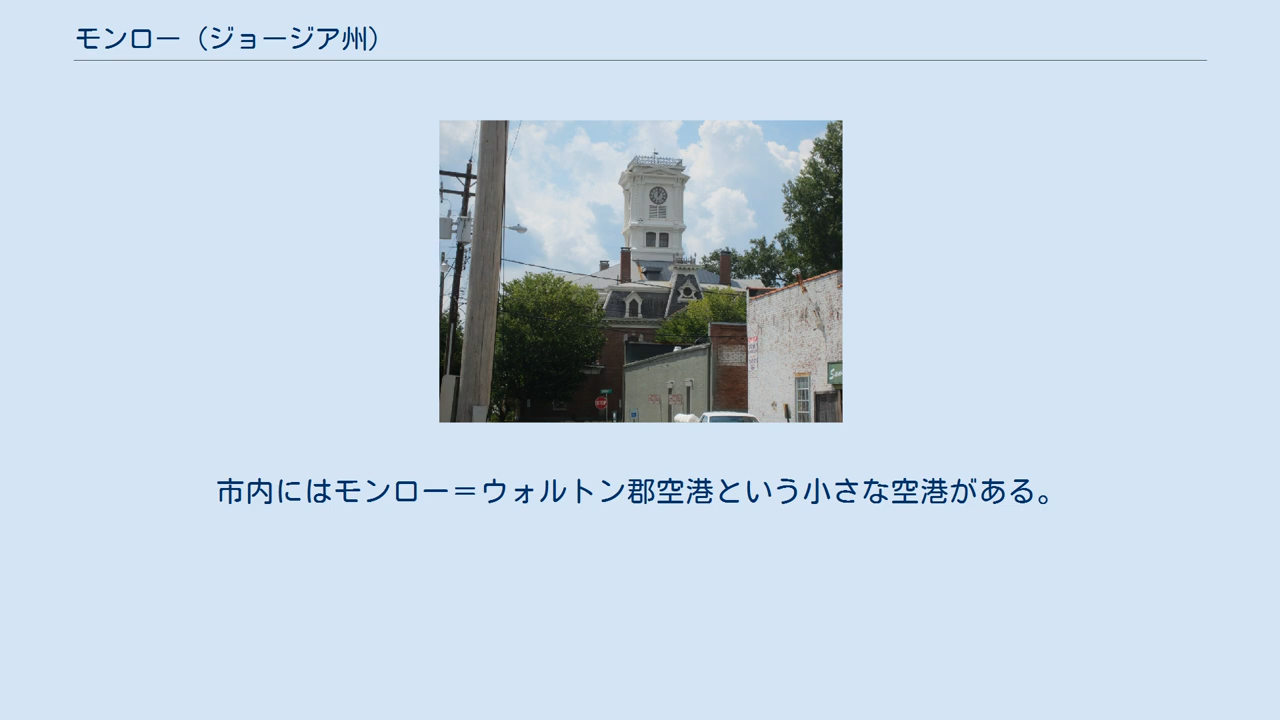 モンロー（ジョージア州）
STOP
市内にはモンロー＝ウォルトン郡空港という小さな空港がある。